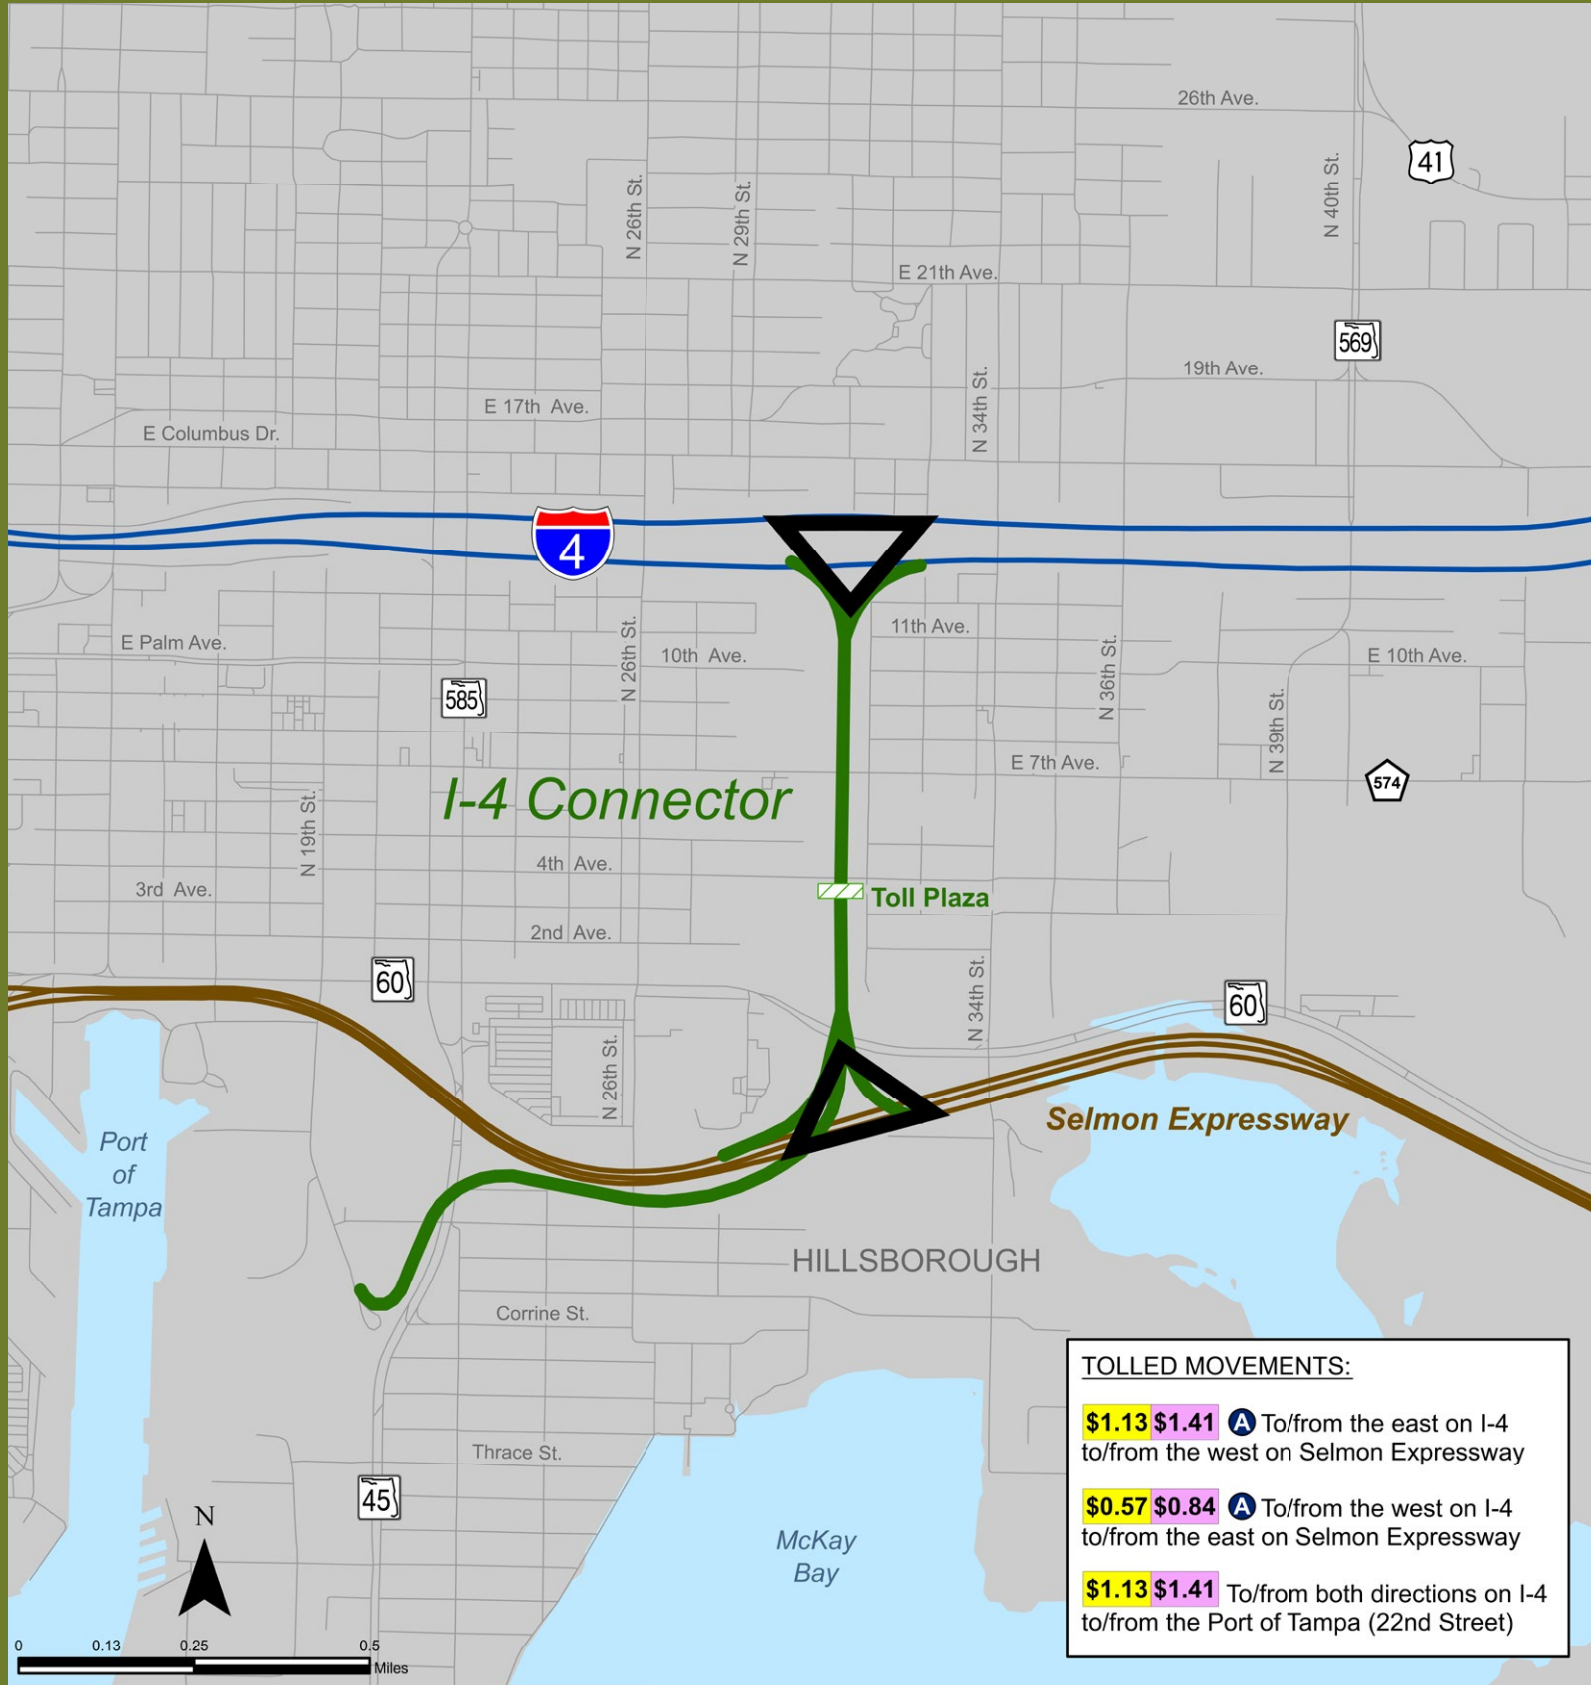 26th Ave.
41
N 26th St.
N 29th St.
N 40th St.
E 21th Ave.
569
19th Ave.
N 34th St.
E 17th Ave.
E Columbus Dr.
4
E Palm Ave.
N 26th St.
10th Ave.
11th Ave.
N 36th St.
E 10th Ave.
585
N 39th St.
E 7th Ave.
574
I-4 Connector
N 19th St.
4th Ave.
3rd Ave.
Toll Plaza
2nd Ave.
60
N 34th St.
60
N 26th St.
Selmon Expressway
Port
of
Tampa
HILLSBOROUGH
Corrine St.
Thrace St.
45
McKay
Bay
N
0 0.13 0.25 0.5
Miles
TOLLED MOVEMENTS:
$1.13 $1.41 A To/from the east on I-4
to/from the west on Selmon Expressway
$0.57 $0.84 A To/from the west on I-4
to/from the east on Selmon Expressway
$1.13 $1.41 To/from both directions on I-4
to/from the Port of Tampa (22nd Street)